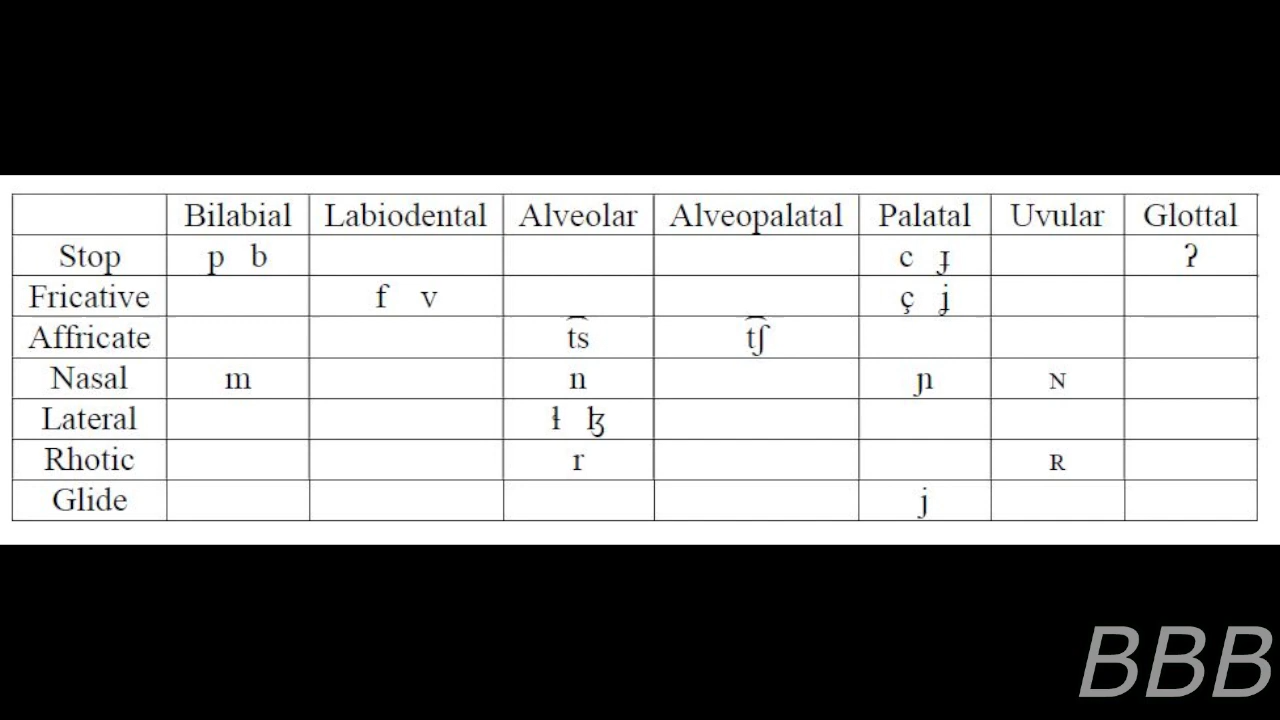 Bilabial Labiodental Alveolar Alveopalatal Palatal Uvular Glottal
Stop p b c ɟ ʔ
Fricative f v ç ʝ
Affricate t͡s t͡ʃ
Nasal m n ɲ ɴ
Lateral ɫ ɮ
Rhotic r ʀ
Glide j
BBB